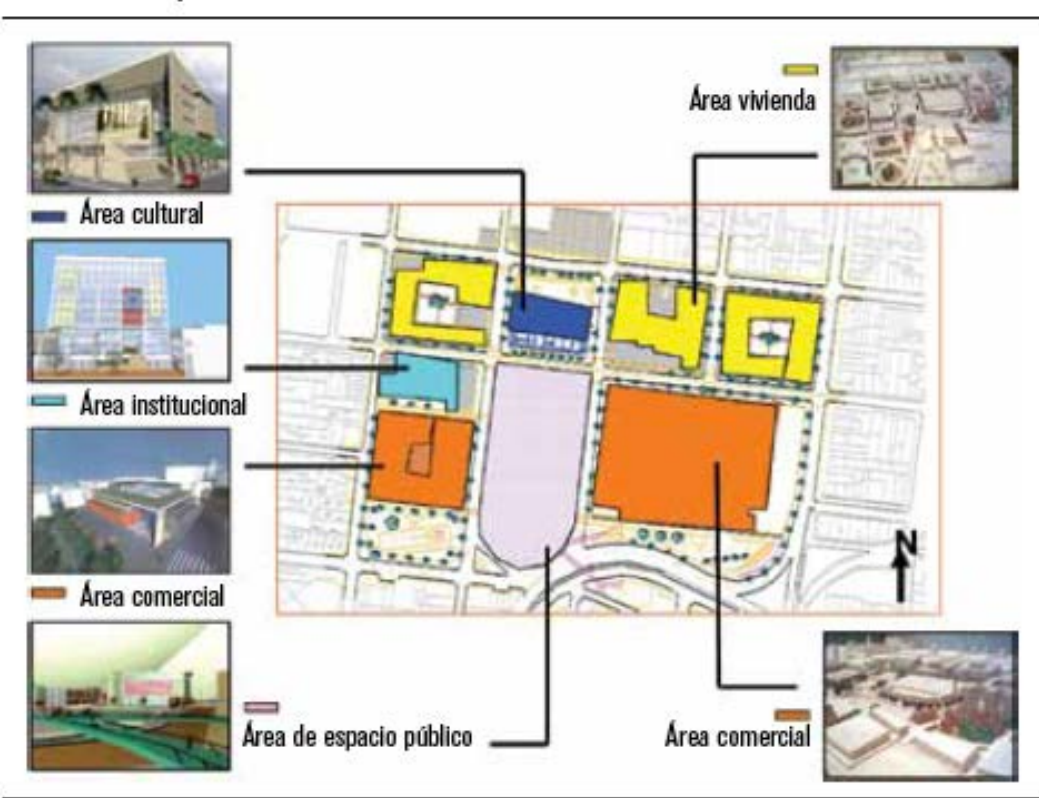 Área vivienda
Área cultural
Área institucional
N
Área comercial
Área de espacio público
Área comercial